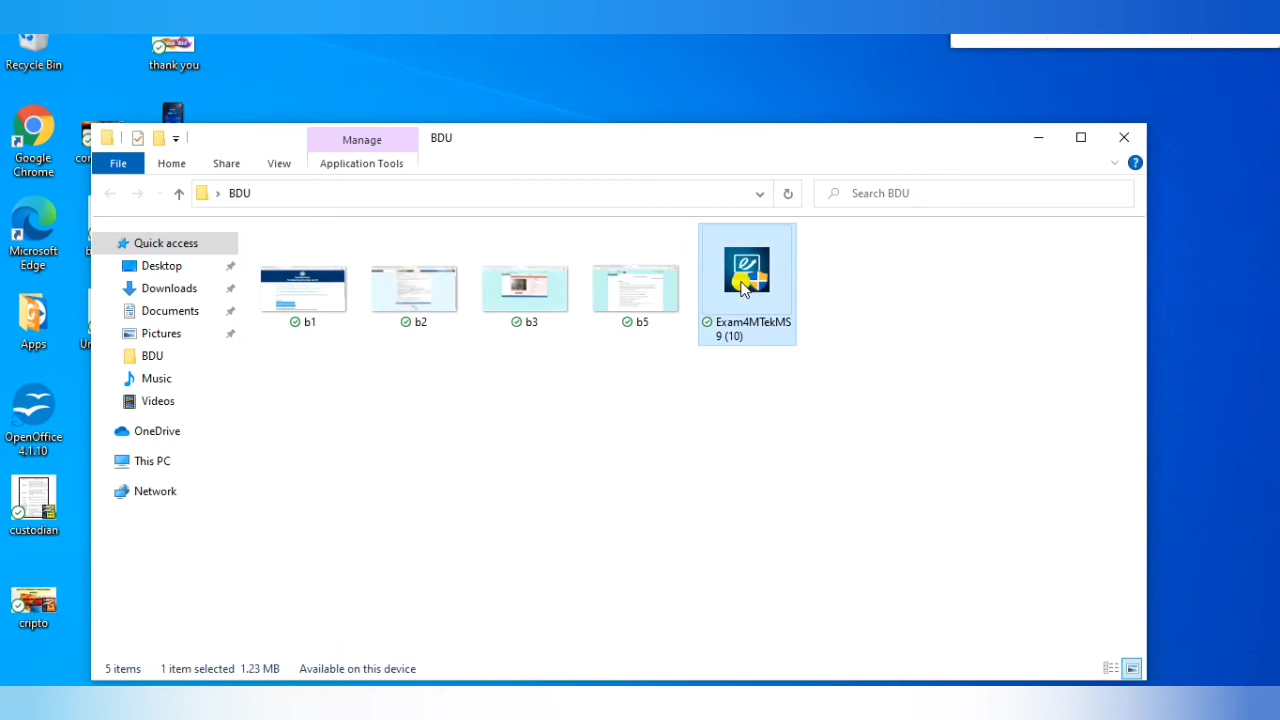 Recycle Bin
thank you
Google
Chrome
Microsoft
Edge
Apps
OpenOffice
4.1.10
custodian
cripto
Manage
BDU
File
Home
Share
View
Application Tools
BDU
Search BDU
Quick access
Desktop
Downloads
Documents
Pictures
BDU
Music
Videos
OneDrive
This PC
Network
b1
b2
b3
b5
Exam4MTekMS
9 (10)
5 items
1 item selected 1.23 MB
Available on this device